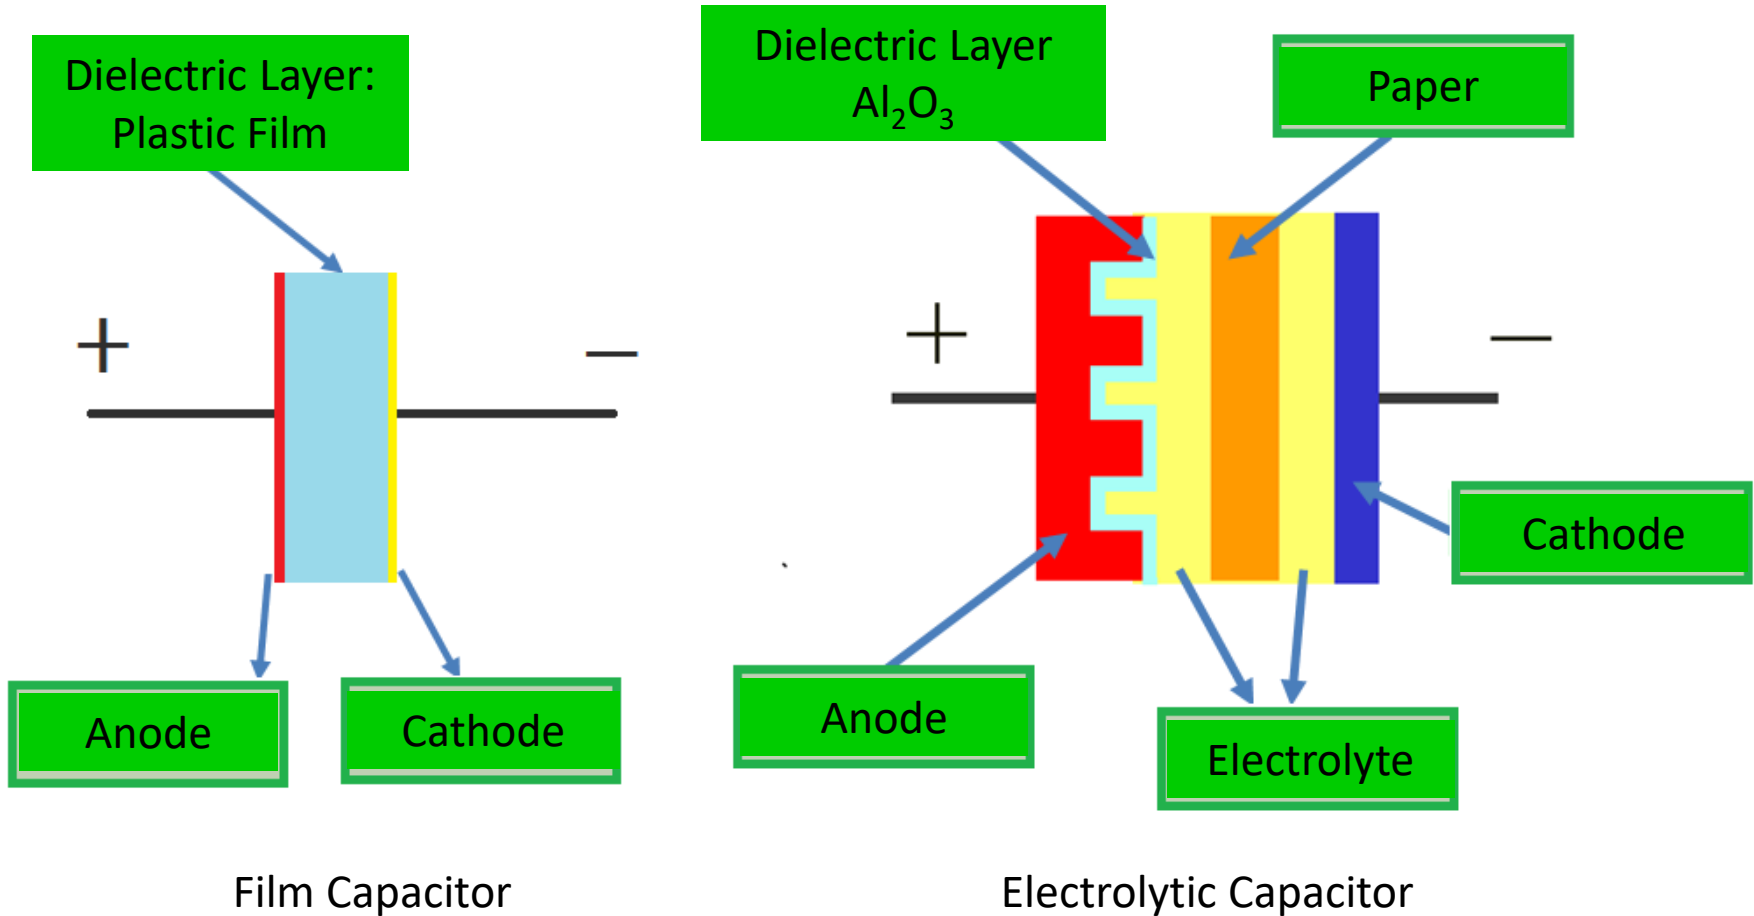 Dielectric Layer:
Plastic Film
Dielectric Layer
Al₂O₃
Paper
+
−
+
−
Cathode
Anode
Cathode
Anode
Electrolyte
Film Capacitor
Electrolytic Capacitor